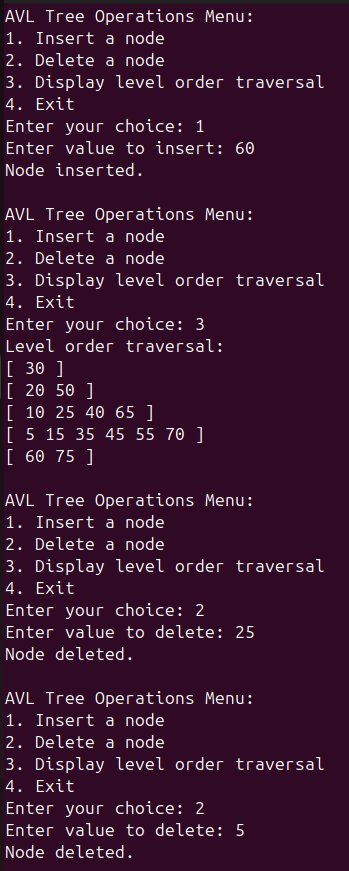 AVL Tree Operations Menu:
1. Insert a node
2. Delete a node
3. Display level order traversal
4. Exit
Enter your choice: 1
Enter value to insert: 60
Node inserted.

AVL Tree Operations Menu:
1. Insert a node
2. Delete a node
3. Display level order traversal
4. Exit
Enter your choice: 3
Level order traversal:
[ 30 ]
[ 20 50 ]
[ 10 25 40 65 ]
[ 5 15 35 45 55 70 ]
[ 60 75 ]

AVL Tree Operations Menu:
1. Insert a node
2. Delete a node
3. Display level order traversal
4. Exit
Enter your choice: 2
Enter value to delete: 25
Node deleted.

AVL Tree Operations Menu:
1. Insert a node
2. Delete a node
3. Display level order traversal
4. Exit
Enter your choice: 2
Enter value to delete: 5
Node deleted.